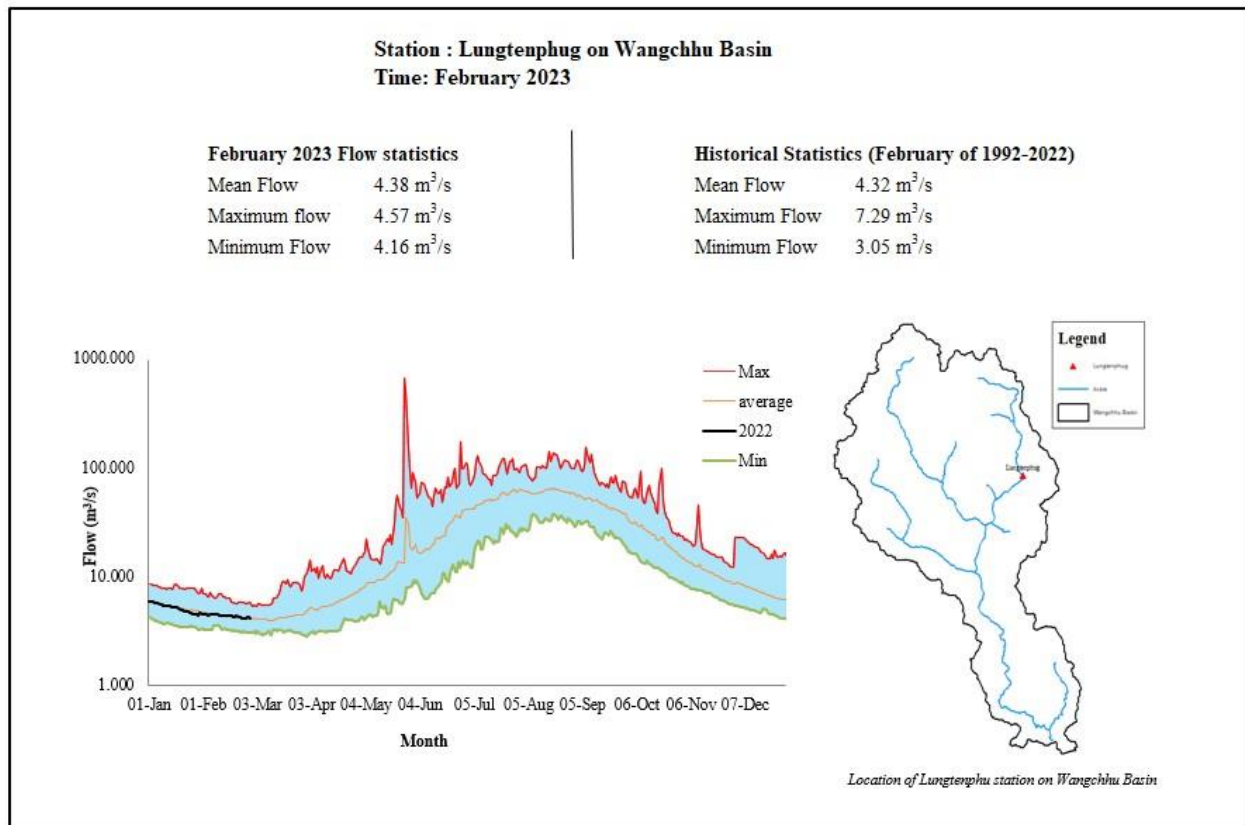 Station : Lungtenphug on Wangchhu Basin
Time: February 2023
February 2023 Flow statistics
Mean Flow 4.38 m³/s
Maximum flow 4.57 m³/s
Minimum Flow 4.16 m³/s
Historical Statistics (February of 1992-2022)
Mean Flow 4.32 m³/s
Maximum Flow 7.29 m³/s
Minimum Flow 3.05 m³/s
1000.000
100.000
10.000
1.000
Flow (m³/s)
01-Jan 01-Feb 03-Mar 03-Apr 04-May 04-Jun 05-Jul 05-Aug 05-Sep 06-Oct 06-Nov 07-Dec
Month
Max
average
2022
Min
Legend
Lungtenphug
Wangchhu Basin
Lungtenphug
Location of Lungtenphu station on Wangchhu Basin